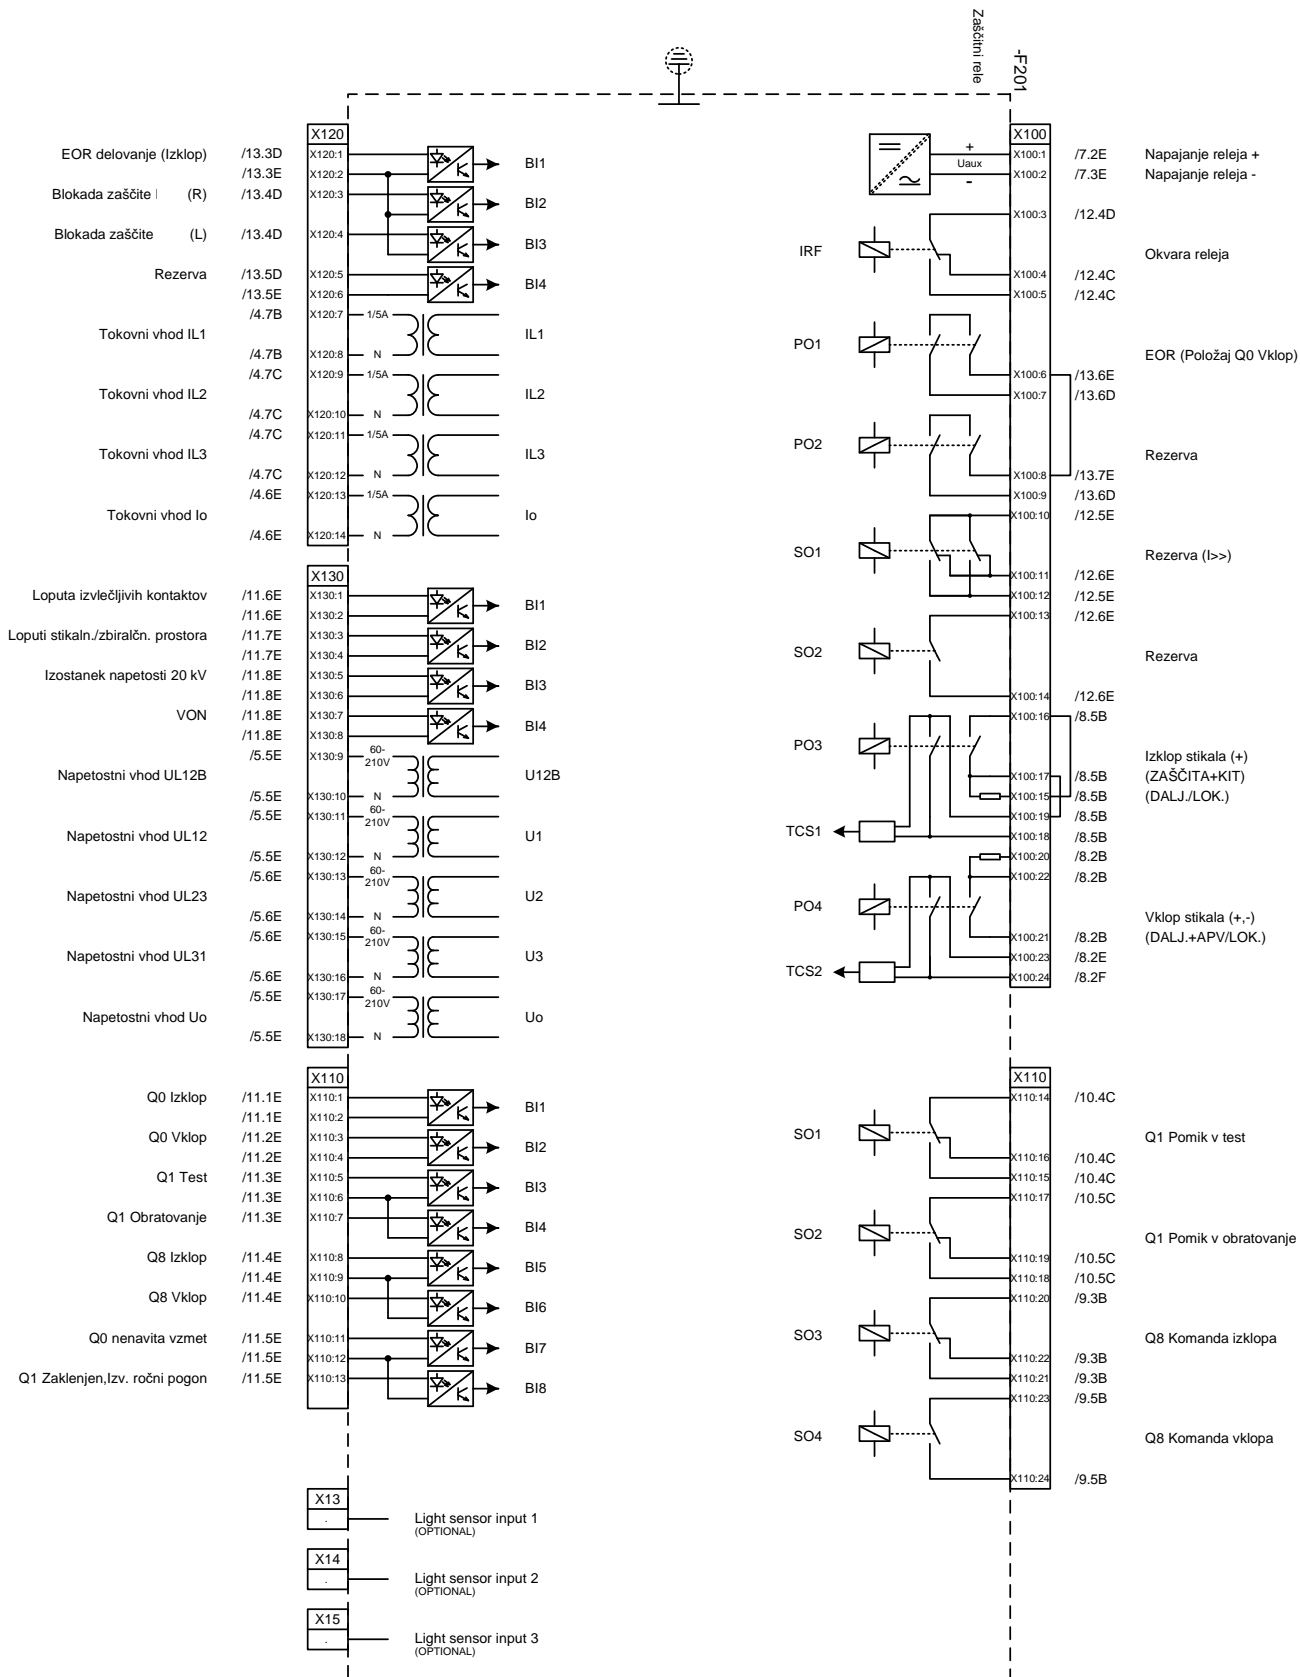 Zaščitni rele
-F201
X120
EOR delovanje (Izklop) /13.3D X120:1 BI1
/13.3E X120:2
Blokada zaščite (R) /13.4D X120:3 BI2
Blokada zaščite (L) /13.4D X120:4 BI3
Rezerva /13.5D X120:5 BI4
/13.5E X120:6
/4.7B X120:7 1/5A
Tokovni vhod IL1 IL1
/4.7B X120:8 N
/4.7C X120:9 1/5A
Tokovni vhod IL2 IL2
/4.7C X120:10 N
/4.7C X120:11 1/5A
Tokovni vhod IL3 IL3
/4.7C X120:12 N
/4.6E X120:13 1/5A
Tokovni vhod Io Io
/4.6E X120:14 N
X130
Loputa izvlečljivih kontaktov /11.6E X130:1 BI1
/11.6E X130:2
Loputi stikaln./zbiralčn. prostora /11.7E X130:3 BI2
/11.7E X130:4
Izostanek napetosti 20 kV /11.8E X130:5 BI3
/11.8E X130:6
VON /11.8E X130:7 BI4
/11.8E X130:8
/5.5E X130:9 60-
210V
Napetostni vhod UL12B U12B
/5.5E X130:10 N
/5.5E X130:11 60-
210V
Napetostni vhod UL12 U1
/5.5E X130:12 N
/5.6E X130:13 60-
210V
Napetostni vhod UL23 U2
/5.6E X130:14 N
/5.6E X130:15 60-
210V
Napetostni vhod UL31 U3
/5.6E X130:16 N
/5.5E X130:17 60-
210V
Napetostni vhod Uo Uo
/5.5E X130:18 N
X110
Q0 Izklop /11.1E X110:1 BI1
/11.1E X110:2
Q0 Vklop /11.2E X110:3 BI2
/11.2E X110:4
Q1 Test /11.3E X110:5 BI3
/11.3E X110:6
Q1 Obratovanje /11.3E X110:7 BI4
Q8 Izklop /11.4E X110:8 BI5
/11.4E X110:9
Q8 Vklop /11.4E X110:10 BI6
Q0 nenavita vzmet /11.5E X110:11 BI7
/11.5E X110:12
Q1 Zaklenjen,Izv. ročni pogon /11.5E X110:13 BI8
X13
.
Light sensor input 1
(OPTIONAL)
X14
.
Light sensor input 2
(OPTIONAL)
X15
.
Light sensor input 3
(OPTIONAL)
X100
+ X100:1 /7.2E Napajanje releja +
Uaux
- X100:2 /7.3E Napajanje releja -
X100:3 /12.4D
IRF Okvara releja
X100:4 /12.4C
X100:5 /12.4C
PO1 EOR (Položaj Q0 Vklop)
X100:6 /13.6E
X100:7 /13.6D
PO2 Rezerva
X100:8 /13.7E
X100:9 /13.6D
X100:10 /12.5E
SO1 Rezerva (I>>)
X100:11 /12.6E
X100:12 /12.5E
X100:13 /12.6E
SO2 Rezerva
X100:14 /12.6E
X100:16 /8.5B
PO3 Izklop stikala (+)
X100:17 /8.5B (ZAŠČITA+KIT)
X100:15 /8.5B (DALJ./LOK.)
X100:19 /8.5B
TCS1 X100:18 /8.5B
X100:20 /8.2B
X100:22 /8.2B
PO4 Vklop stikala (+,-)
X100:21 /8.2B (DALJ.+APV/LOK.)
X100:23 /8.2E
TCS2 X100:24 /8.2F
X110
X110:14 /10.4C
SO1 Q1 Pomik v test
X110:16 /10.4C
X110:15 /10.4C
X110:17 /10.5C
SO2 Q1 Pomik v obratovanje
X110:19 /10.5C
X110:18 /10.5C
X110:20 /9.3B
SO3 Q8 Komanda izklopa
X110:22 /9.3B
X110:21 /9.3B
X110:23 /9.5B
SO4 Q8 Komanda vklopa
X110:24 /9.5B